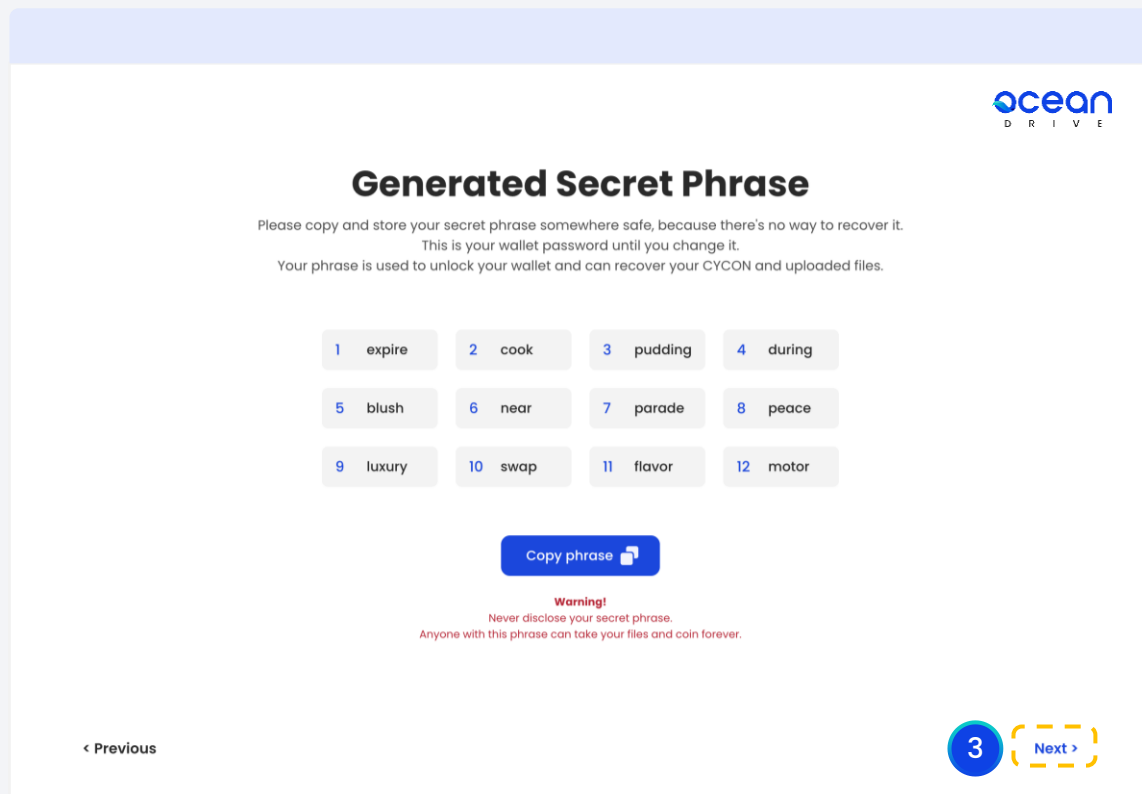 ocean
DRIVE
Generated Secret Phrase
Please copy and store your secret phrase somewhere safe, because there's no way to recover it.
This is your wallet password until you change it.
Your phrase is used to unlock your wallet and can recover your CYCON and uploaded files.
1 expire 2 cook 3 pudding 4 during
5 blush 6 near 7 parade 8 peace
9 luxury 10 swap 11 flavor 12 motor
Copy phrase
Warning!
Never disclose your secret phrase.
Anyone with this phrase can take your files and coin forever.
< Previous 3 Next >